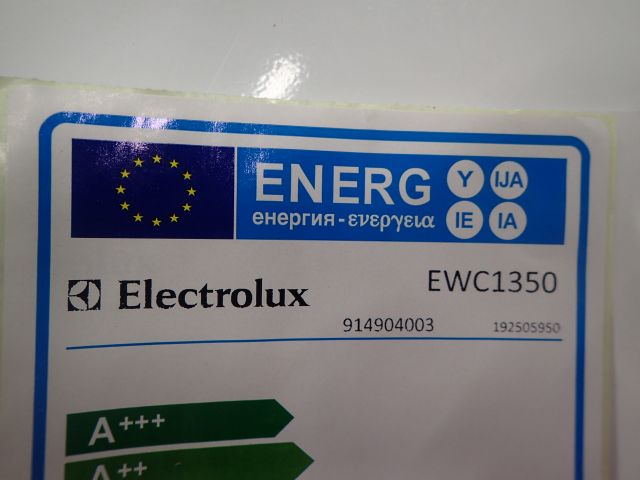 ENERG Y IJA
енергия - ενεργεια IE IA
Electrolux EWC1350
914904003 192505950
A+++
A++